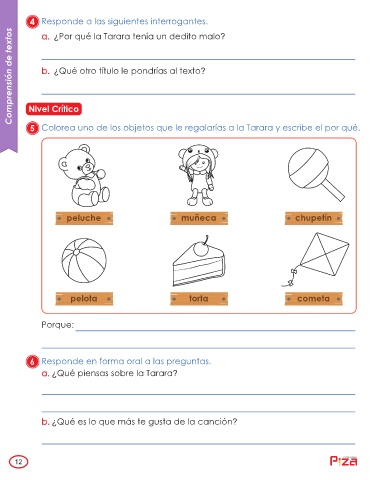 Comprensión de textos
4 Responde a las siguientes interrogantes.
a. ¿Por qué la Tarara tenía un dedito malo?
b. ¿Qué otro título le pondrías al texto?
Nivel Crítico
5 Colorea uno de los objetos que le regalarías a la Tarara y escribe el por qué.
peluche muñeca chupetín
pelota torta cometa
Porque:
6 Responde en forma oral a las preguntas.
a. ¿Qué piensas sobre la Tarara?
b. ¿Qué es lo que más te gusta de la canción?
12